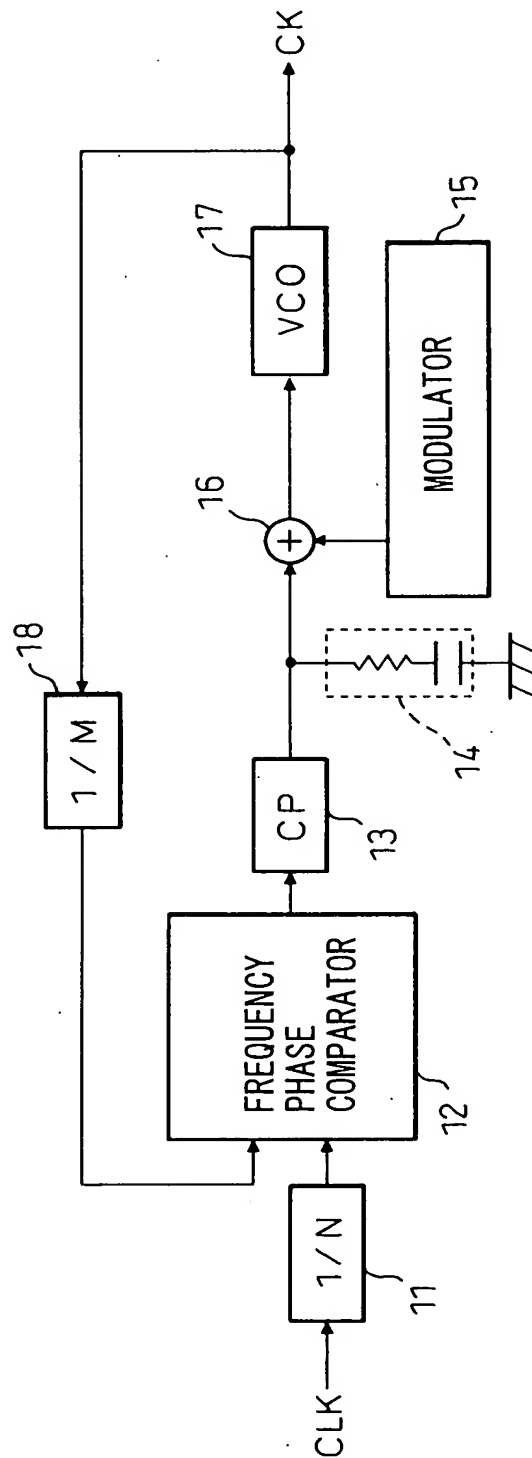 18
1/M
CLK
1/N
11
FREQUENCY
PHASE
COMPARATOR
12
CP
13
14
16
+
MODULATOR
15
VCO
17
CK